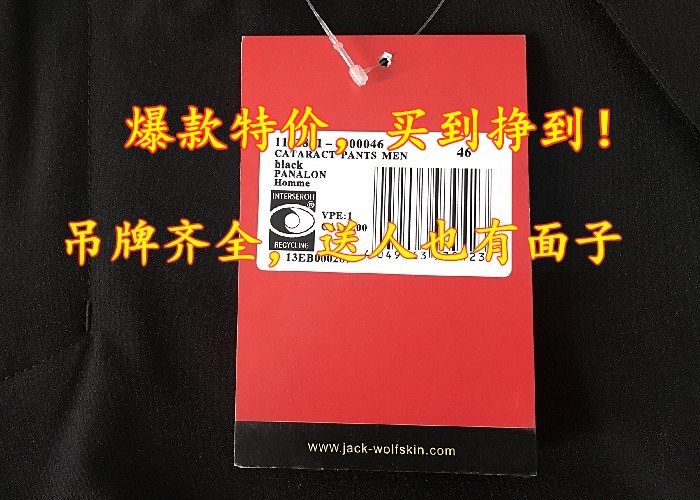 爆款特价，买到挣到！
00046
CATARACT PANTS MEN 46
black
PANALON
Homme
INTERSEROH
®
RECYCLING
VPE:1
吊牌齐全，送人也有面子
www.jack-wolfskin.com